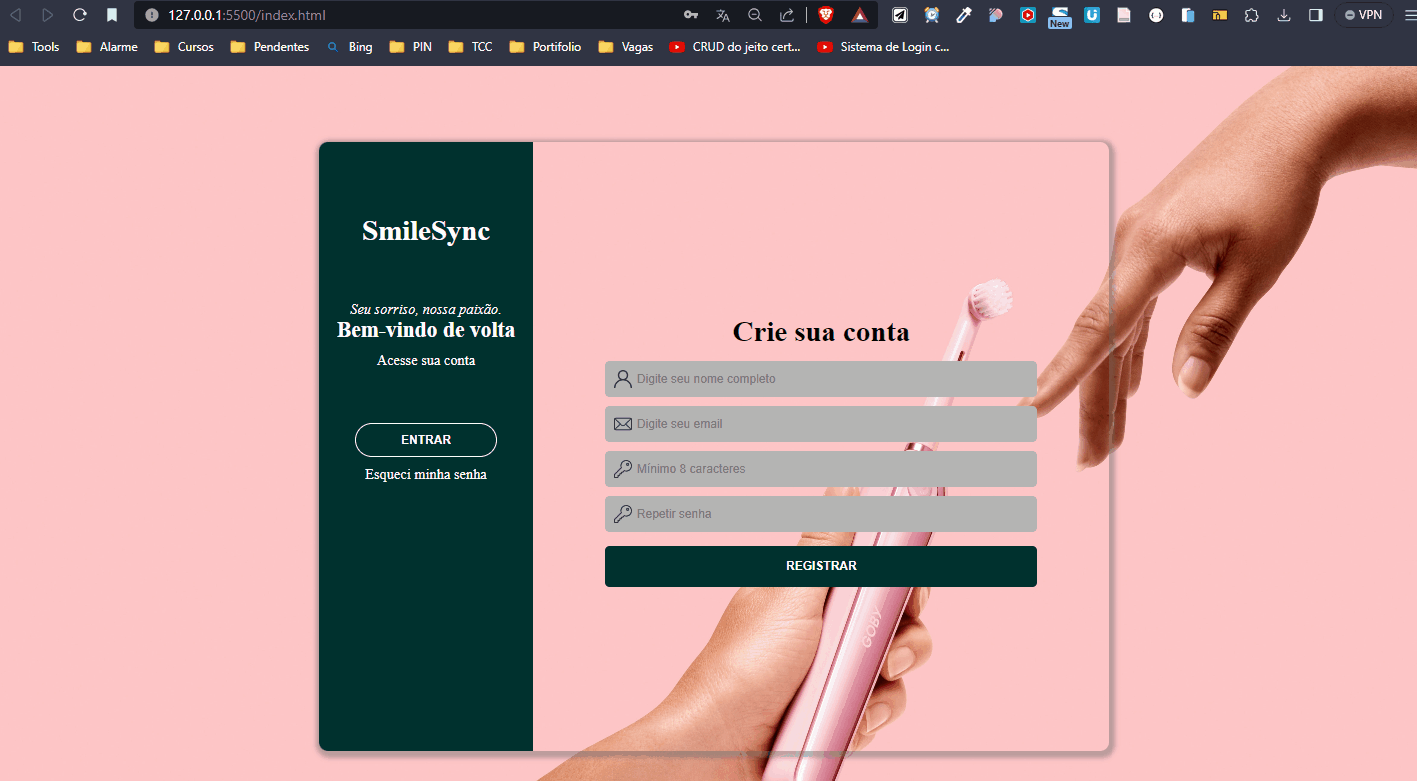 127.0.0.1:5500/index.html
New
VPN
Tools
Alarme
Cursos
Pendentes
Bing
PIN
TCC
Portifolio
Vagas
CRUD do jeito cert...
Sistema de Login c...
SmileSync
Seu sorriso, nossa paixão.
Bem-vindo de volta
Acesse sua conta
ENTRAR
Esqueci minha senha
Crie sua conta
Digite seu nome completo
Digite seu email
Mínimo 8 caracteres
Repetir senha
REGISTRAR
GOBY